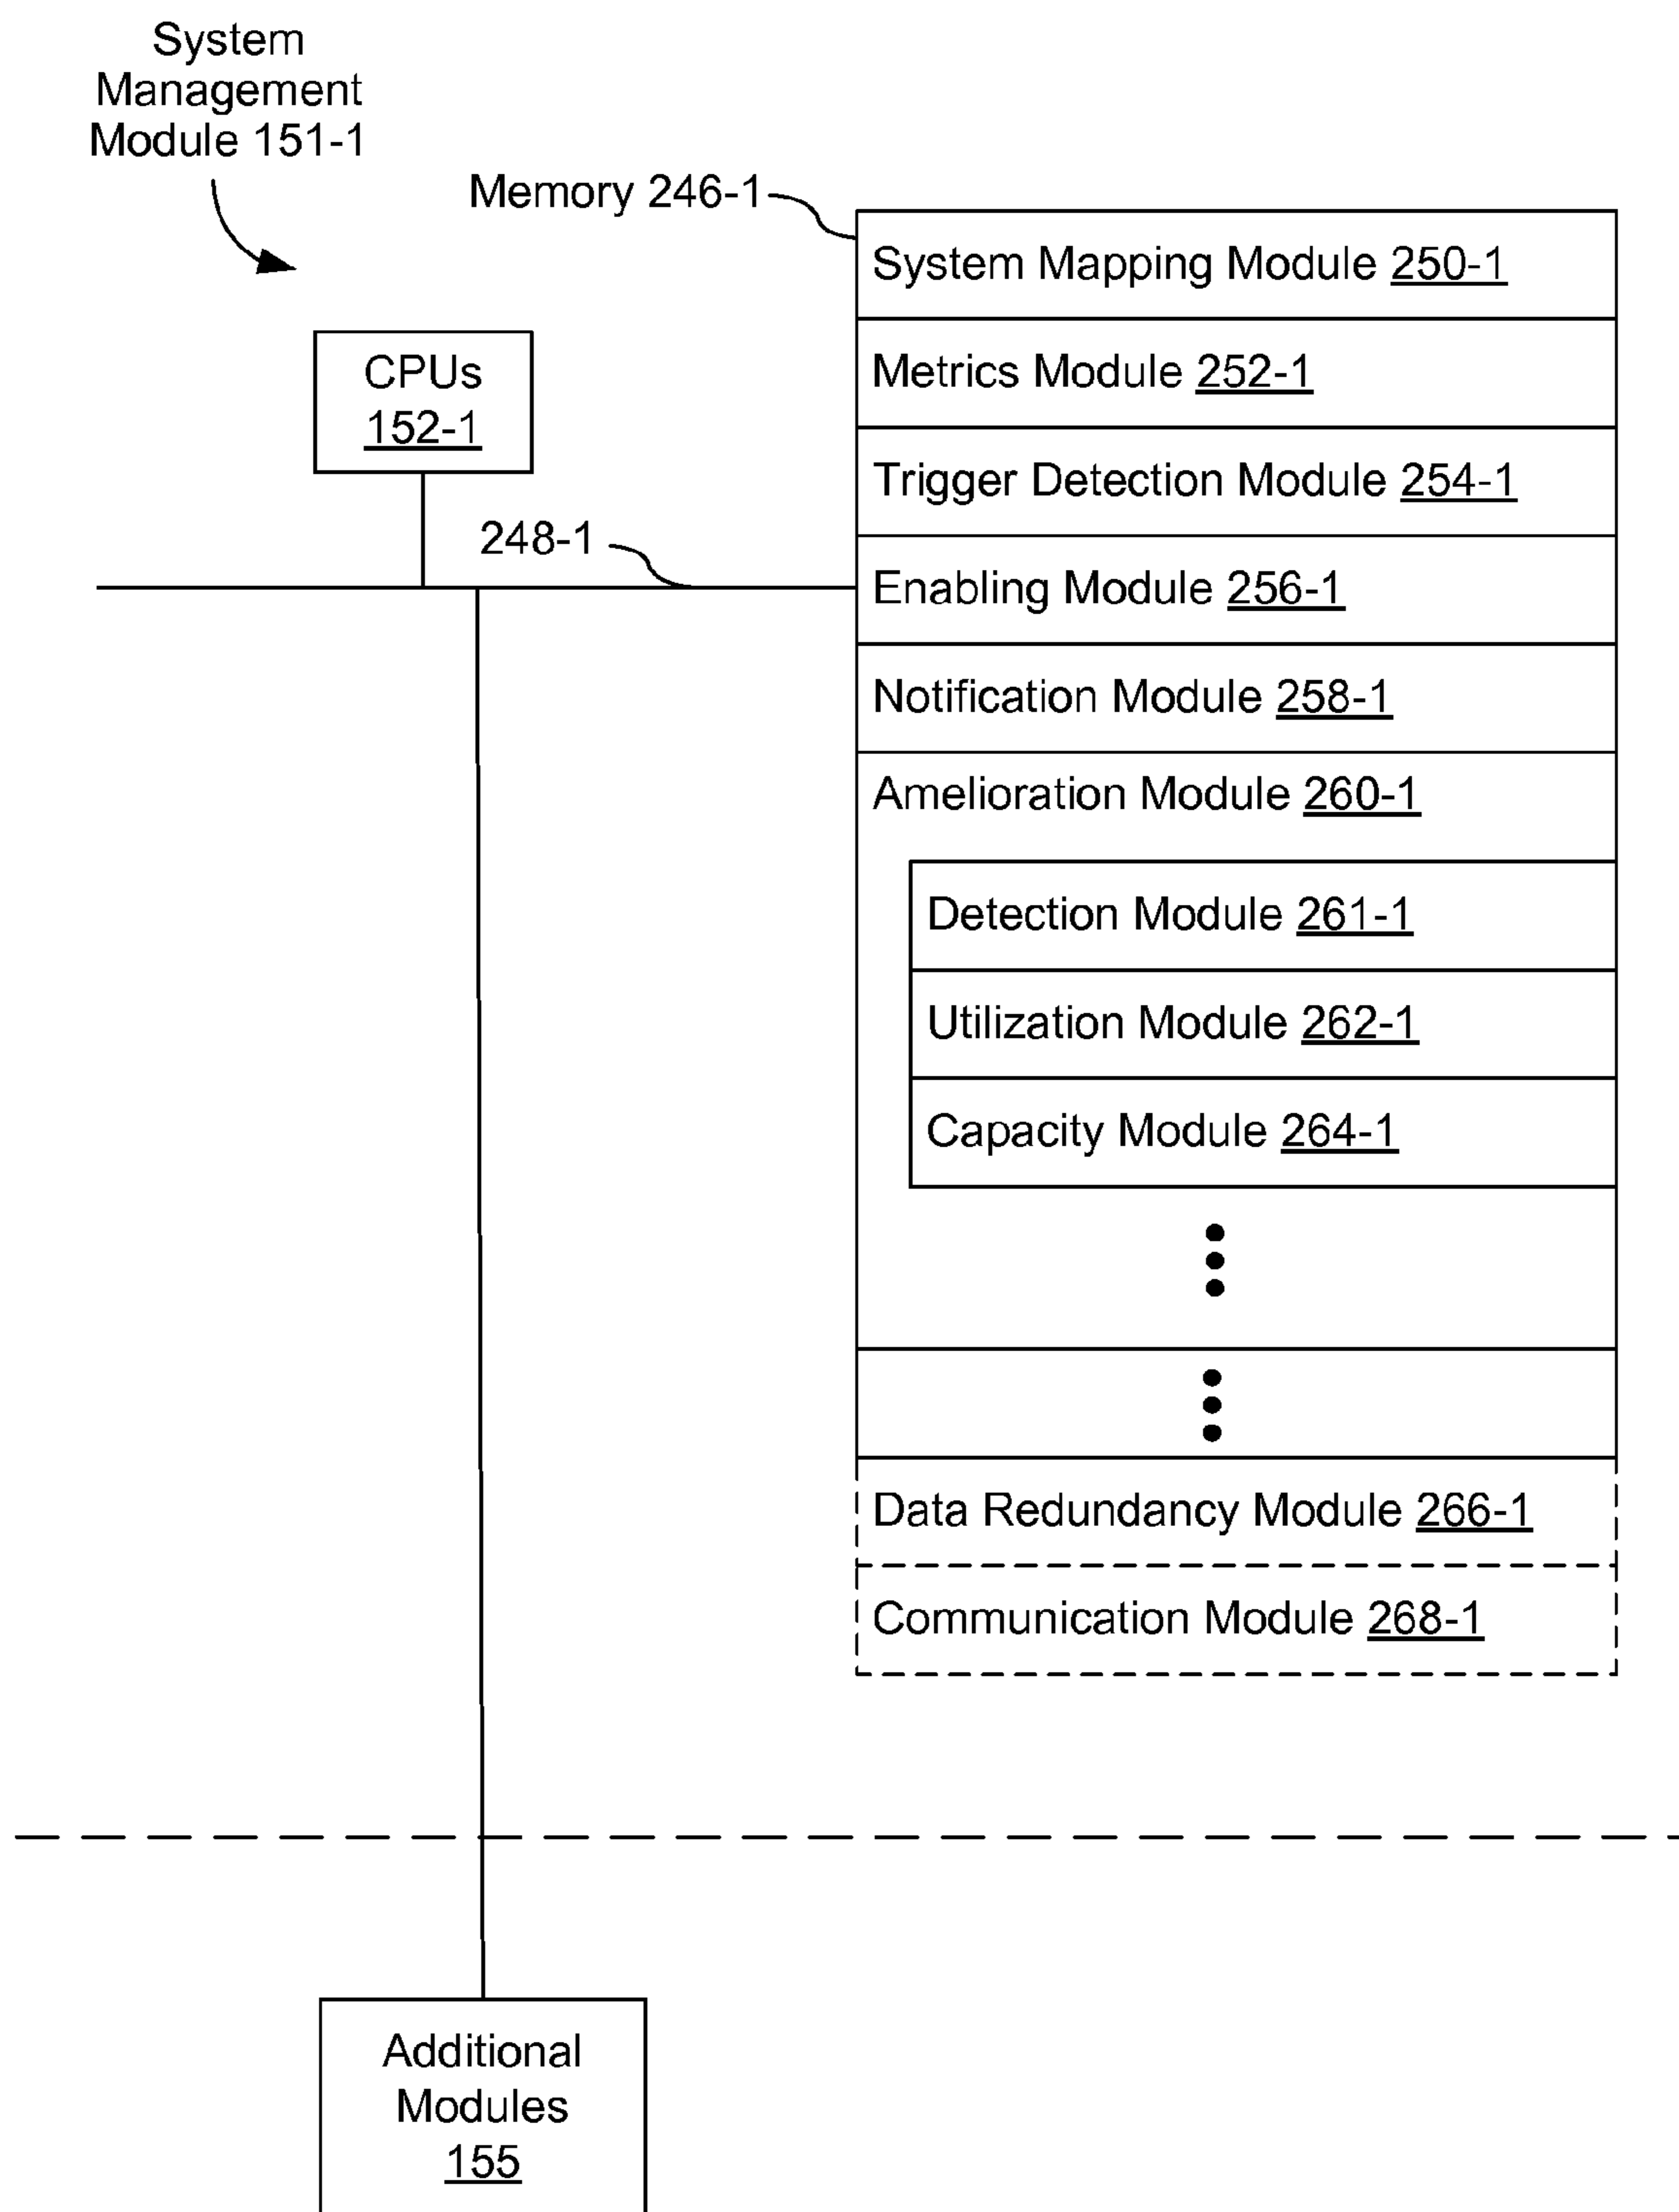 System
Management
Module 151-1
Memory 246-1
System Mapping Module 250-1
CPUs
152-1
Metrics Module 252-1
Trigger Detection Module 254-1
248-1
Enabling Module 256-1
Notification Module 258-1
Amelioration Module 260-1
Detection Module 261-1
Utilization Module 262-1
Capacity Module 264-1
Data Redundancy Module 266-1
Communication Module 268-1
Additional
Modules
155